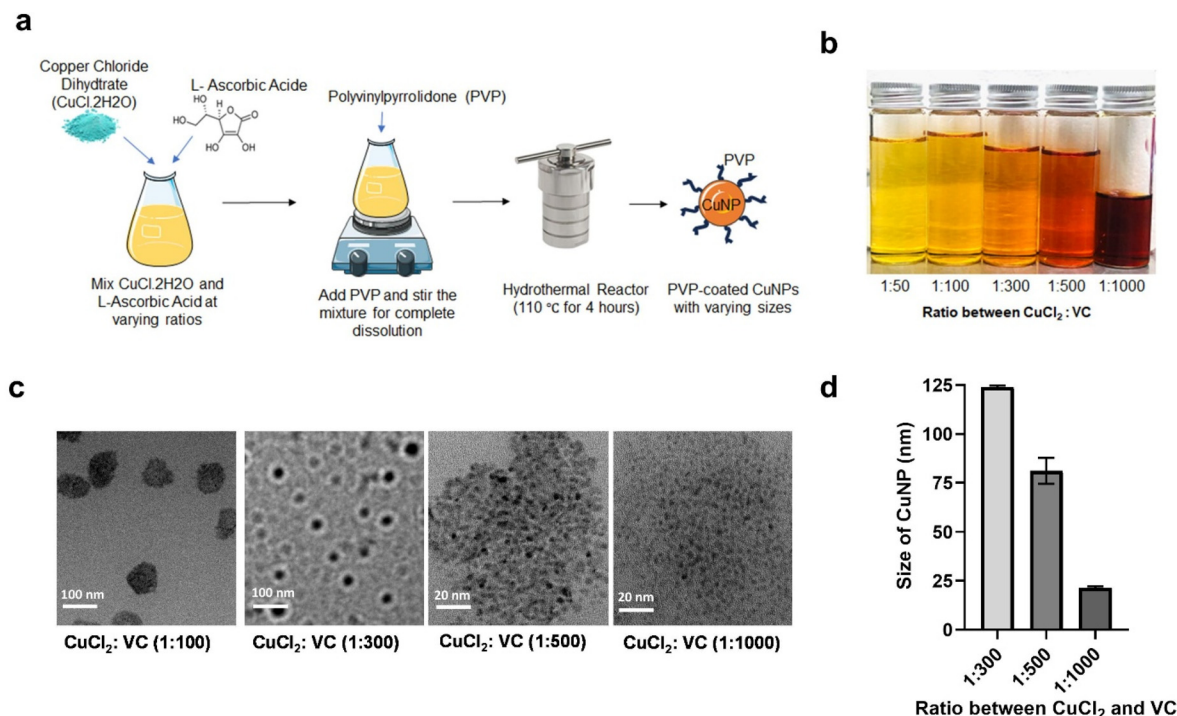 a
Copper Chloride
Dihydtrate
(CuCl.2H2O)
L- Ascorbic Acide
HO
H
HO
O
O
HO
OH
Mix CuCl.2H2O and
L-Ascorbic Acid at
varying ratios
Polyvinylpyrrolidone (PVP)
Add PVP and stir the
mixture for complete
dissolution
Hydrothermal Reactor
(110 °C for 4 hours)
PVP
CuNP
PVP-coated CuNPs
with varying sizes
b
1:50 1:100 1:300 1:500 1:1000
Ratio between CuCl₂ : VC
c
100 nm
100 nm
20 nm
20 nm
CuCl₂: VC (1:100)
CuCl₂: VC (1:300)
CuCl₂: VC (1:500)
CuCl₂: VC (1:1000)
d
Size of CuNP (nm)
125
100
75
50
25
0
1:300
1:500
1:1000
Ratio between CuCl₂ and VC